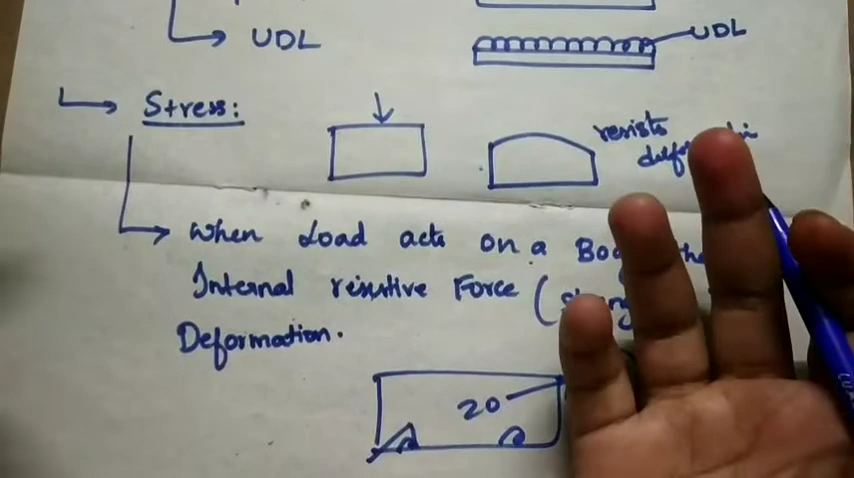 UDL
UDL
Stress:
resists
When Load acts on a
Internal resistive Force (
Deformation.
20